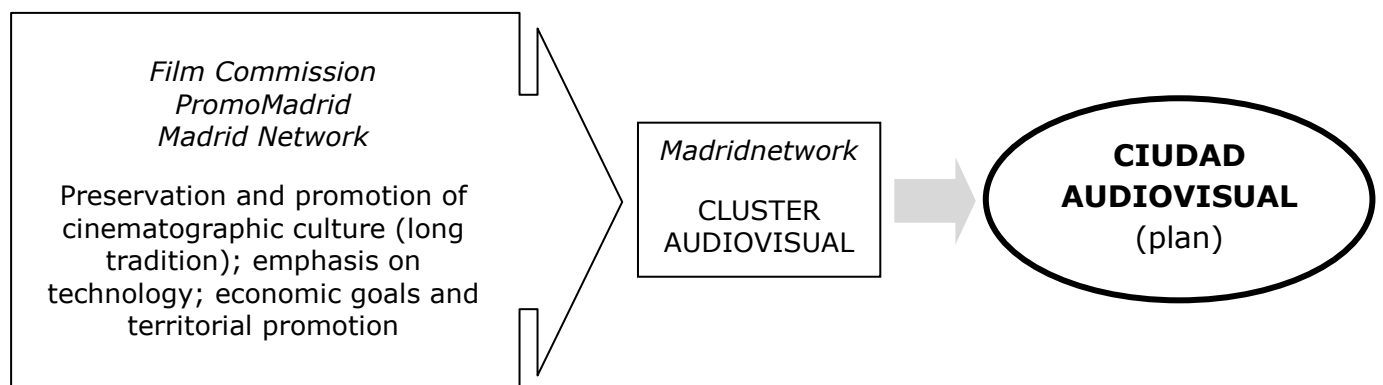 Film Commission
PromoMadrid
Madrid Network
Preservation and promotion of
cinematographic culture (long
tradition); emphasis on
technology; economic goals and
territorial promotion
Madridnetwork
CLUSTER
AUDIOVISUAL
CIUDAD
AUDIOVISUAL
(plan)